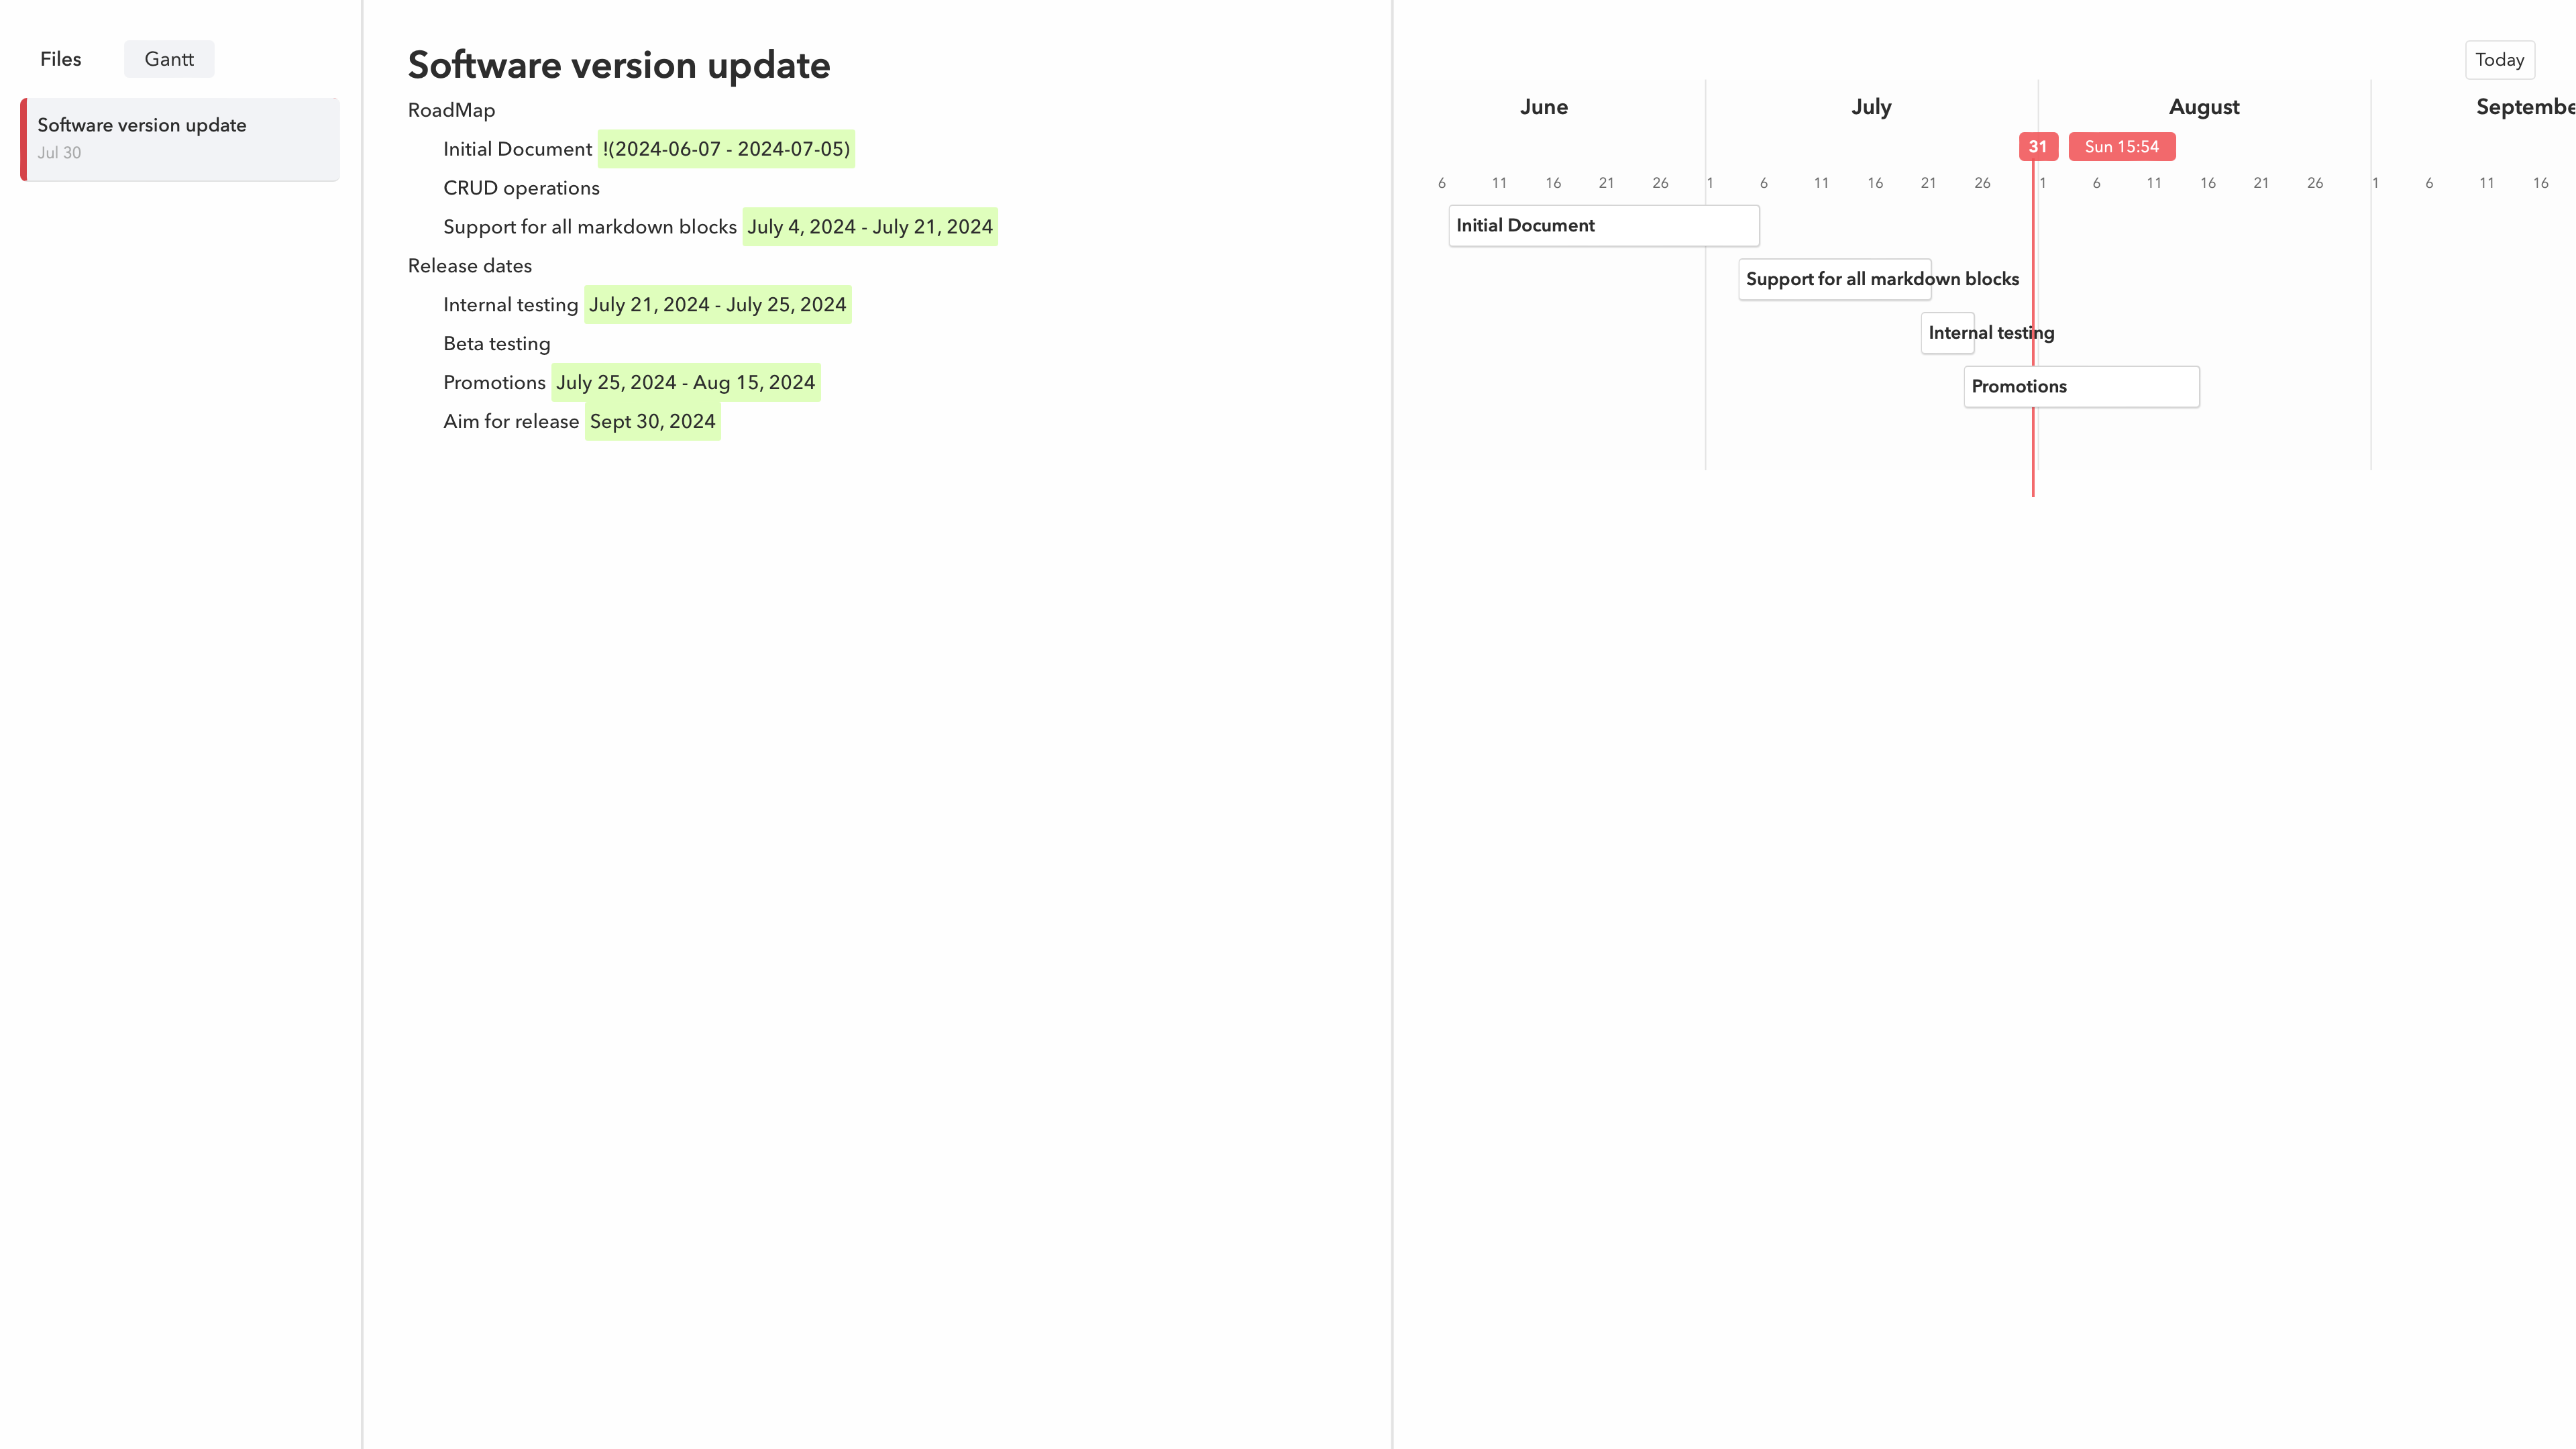 Files
Gantt
Software version update
Jul 30
Software version update
RoadMap
Initial Document !(2024-06-07 - 2024-07-05)
CRUD operations
Support for all markdown blocks July 4, 2024 - July 21, 2024
Release dates
Internal testing July 21, 2024 - July 25, 2024
Beta testing
Promotions July 25, 2024 - Aug 15, 2024
Aim for release Sept 30, 2024
Today
June July August Septembe
31 Sun 15:54
6 11 16 21 26 1 6 11 16 21 26 1 6 11 16 21 26 1 6 11 16
Initial Document
Support for all markdown blocks
Internal testing
Promotions